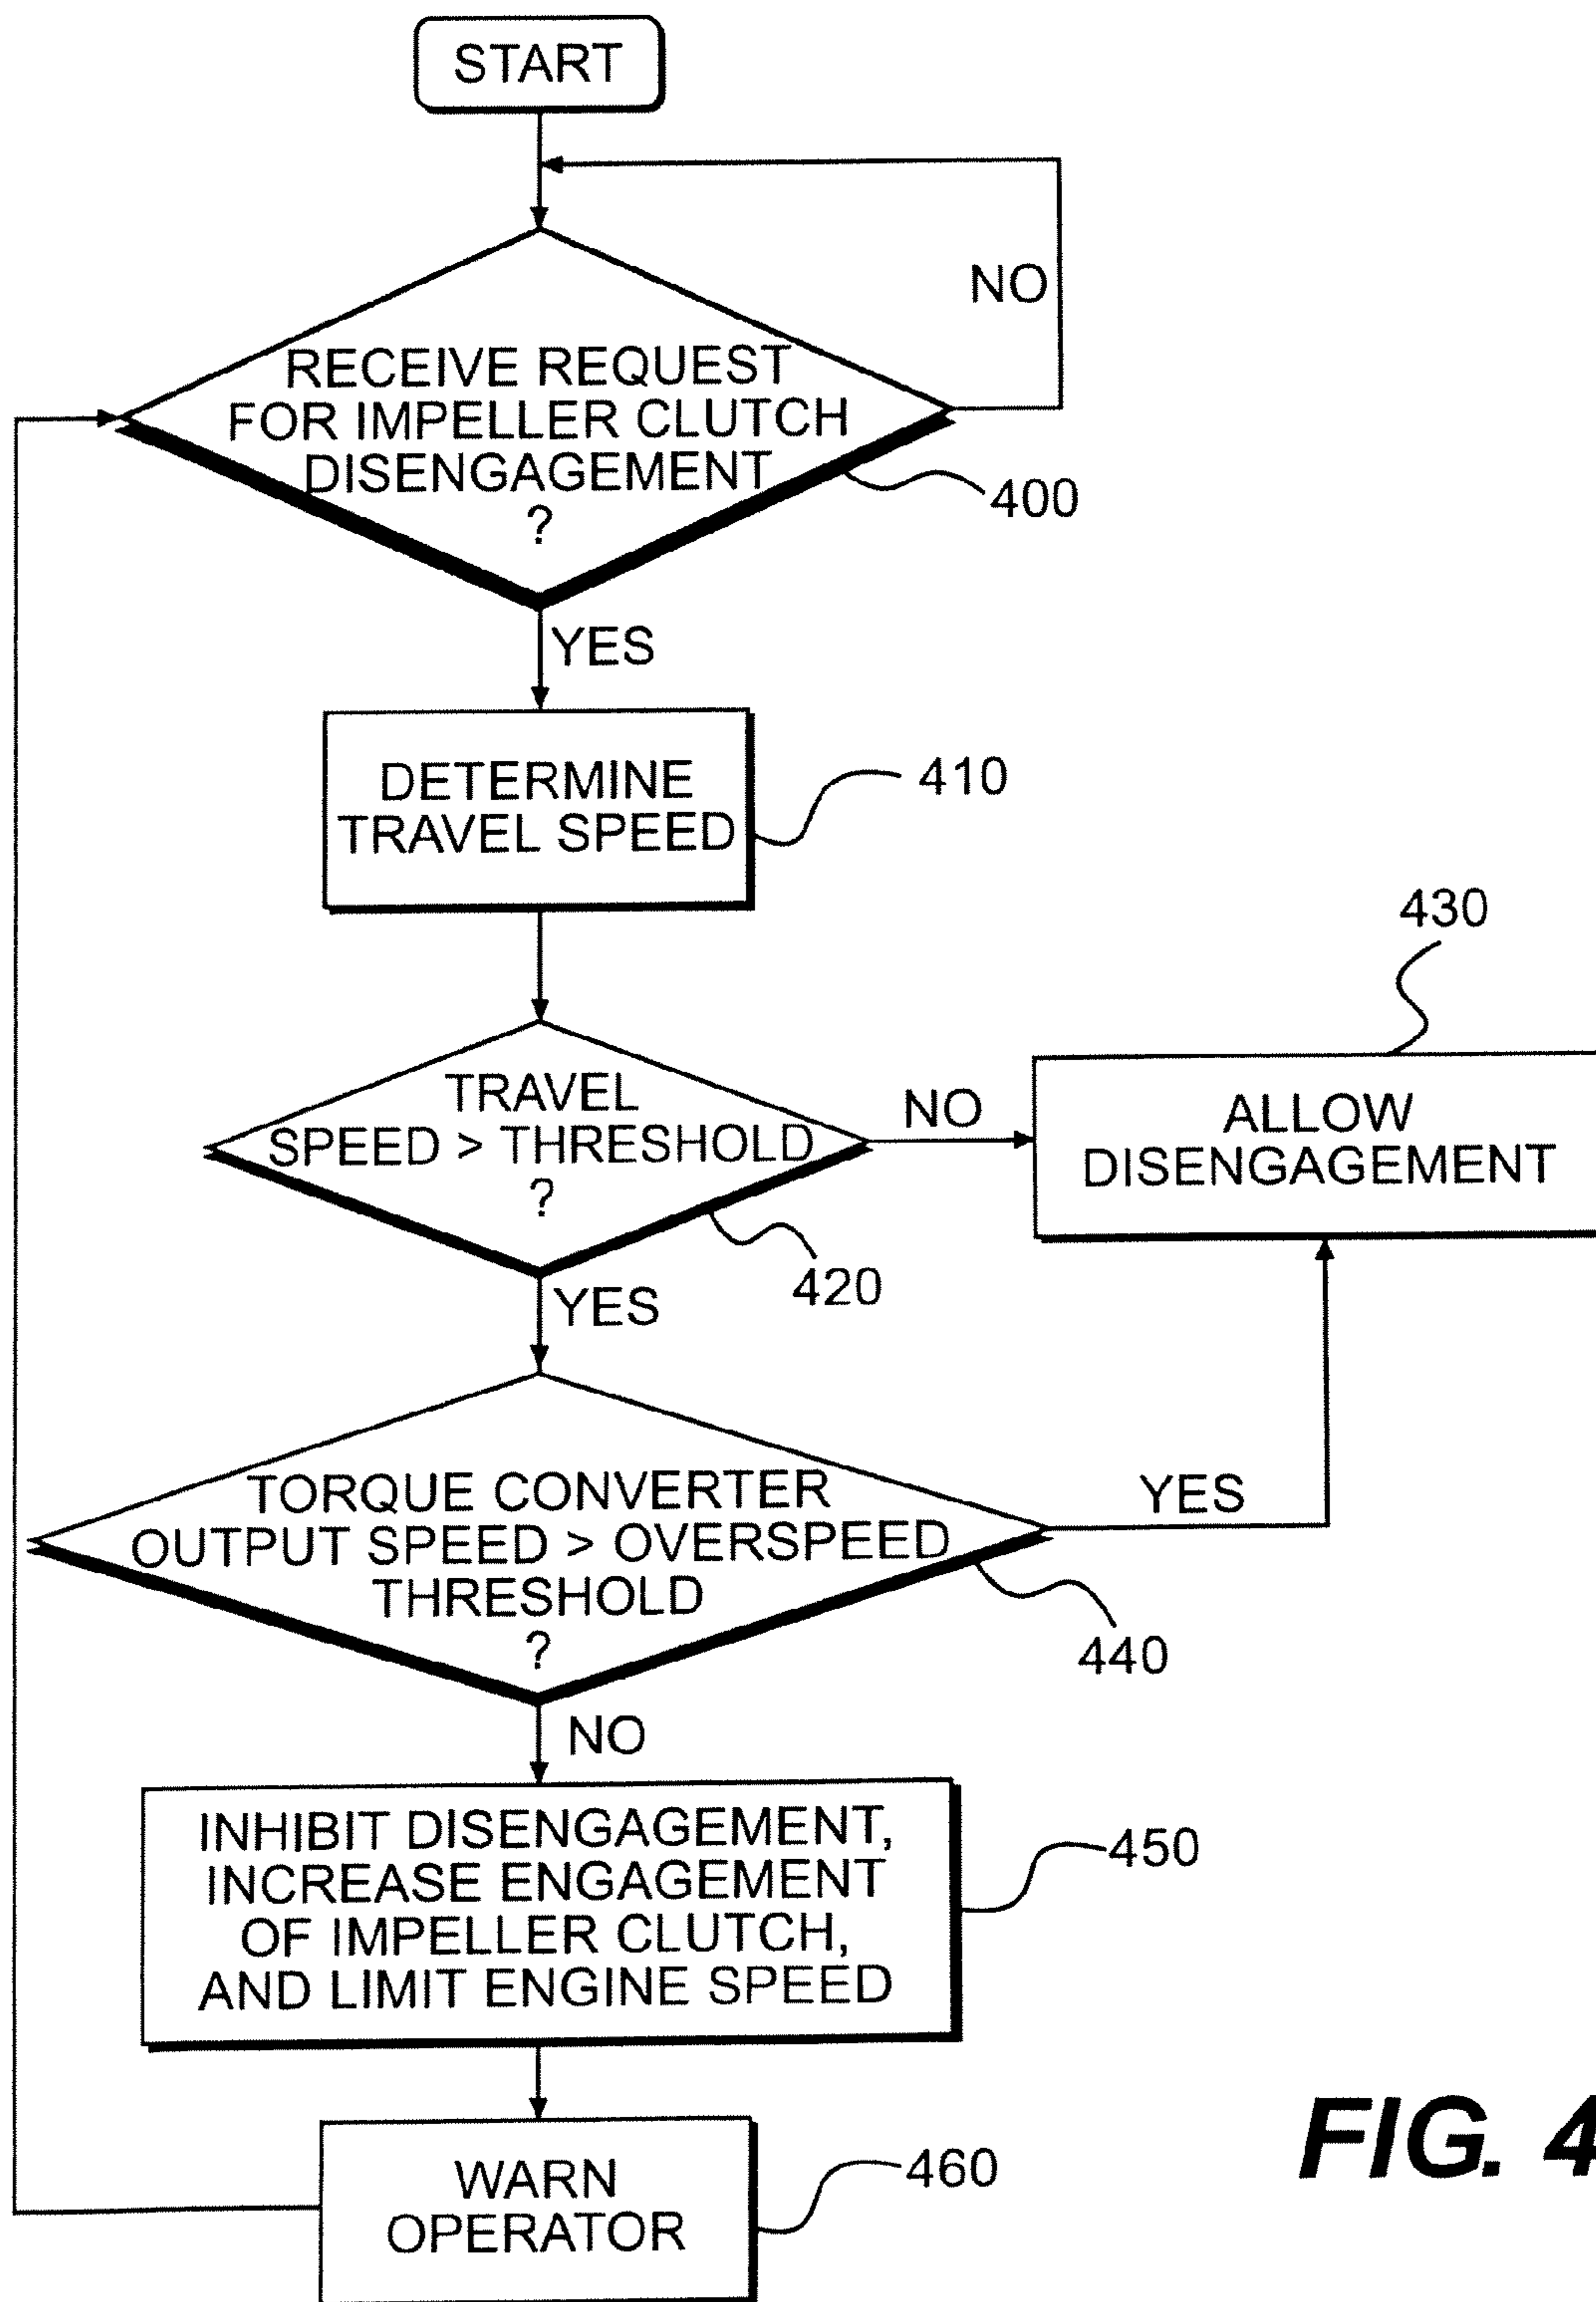 START
NO
RECEIVE REQUEST
FOR IMPELLER CLUTCH
DISENGAGEMENT
?
400
YES
DETERMINE
TRAVEL SPEED
410
430
TRAVEL
SPEED > THRESHOLD
?
NO
ALLOW
DISENGAGEMENT
420
YES
TORQUE CONVERTER
OUTPUT SPEED > OVERSPEED
THRESHOLD
?
YES
440
NO
INHIBIT DISENGAGEMENT,
INCREASE ENGAGEMENT
OF IMPELLER CLUTCH,
AND LIMIT ENGINE SPEED
450
WARN
OPERATOR
460
FIG. 4